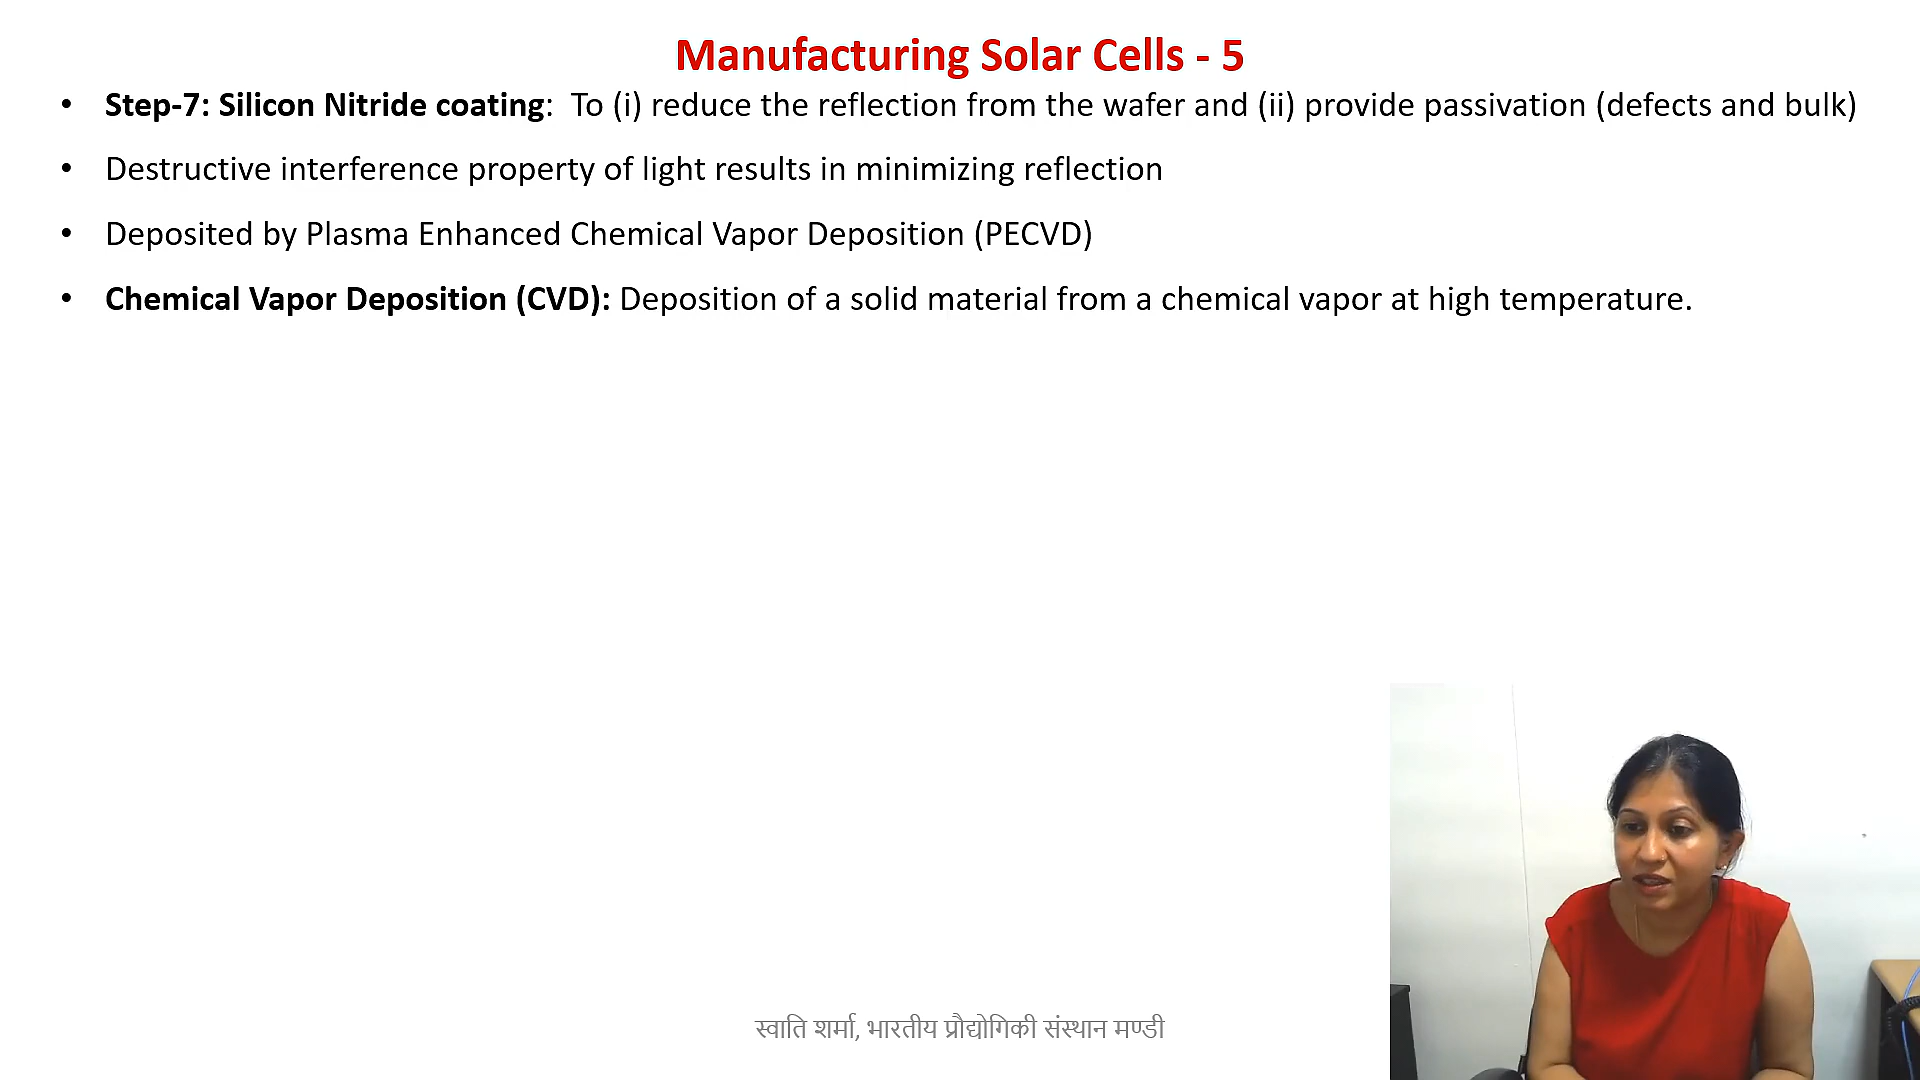 Manufacturing Solar Cells - 5
• Step-7: Silicon Nitride coating:  To (i) reduce the reflection from the wafer and (ii) provide passivation (defects and bulk)
• Destructive interference property of light results in minimizing reflection
• Deposited by Plasma Enhanced Chemical Vapor Deposition (PECVD)
• Chemical Vapor Deposition (CVD): Deposition of a solid material from a chemical vapor at high temperature.
स्वाति शर्मा, भारतीय प्रौद्योगिकी संस्थान मण्डी